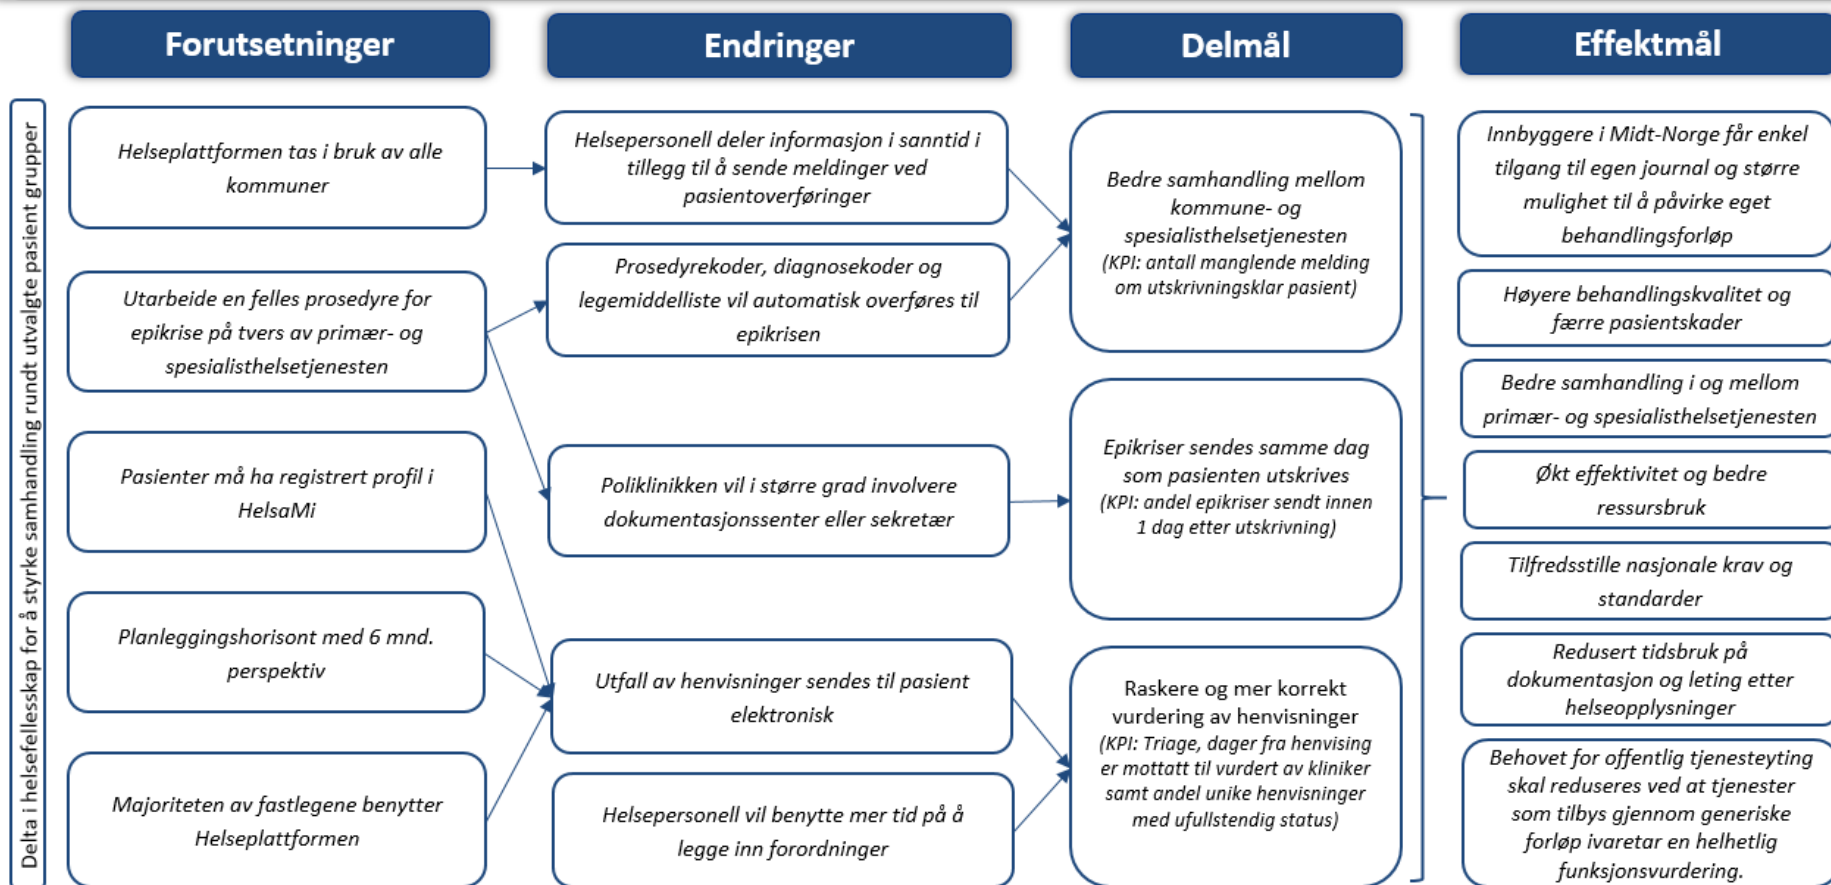 Forutsetninger
Endringer
Delmål
Effektmål
Delta i helsefellesskap for å styrke samhandling rundt utvalgte pasient grupper
Helseplattformen tas i bruk av alle
kommuner
Utarbeide en felles prosedyre for
epikrise på tvers av primær- og
spesialisthelsetjenesten
Pasienter må ha registrert profil i
HelsaMi
Planleggingshorisont med 6 mnd.
perspektiv
Majoriteten av fastlegene benytter
Helseplattformen
Helsepersonell deler informasjon i sanntid i
tillegg til å sende meldinger ved
pasientoverføringer
Prosedyrekoder, diagnosekoder og
legemiddelliste vil automatisk overføres til
epikrisen
Poliklinikken vil i større grad involvere
dokumentasjonssenter eller sekretær
Utfall av henvisninger sendes til pasient
elektronisk
Helsepersonell vil benytte mer tid på å
legge inn forordninger
Bedre samhandling mellom
kommune- og
spesialisthelsetjenesten
(KPI: antall manglende melding
om utskrivningsklar pasient)
Epikriser sendes samme dag
som pasienten utskrives
(KPI: andel epikriser sendt innen
1 dag etter utskrivning)
Raskere og mer korrekt
vurdering av henvisninger
(KPI: Triage, dager fra henvising
er mottatt til vurdert av kliniker
samt andel unike henvisninger
med ufullstendig status)
Innbyggere i Midt-Norge får enkel
tilgang til egen journal og større
mulighet til å påvirke eget
behandlingsforløp
Høyere behandlingskvalitet og
færre pasientskader
Bedre samhandling i og mellom
primær- og spesialisthelsetjenesten
Økt effektivitet og bedre
ressursbruk
Tilfredsstille nasjonale krav og
standarder
Redusert tidsbruk på
dokumentasjon og leting etter
helseopplysninger
Behovet for offentlig tjenesteyting
skal reduseres ved at tjenester
som tilbys gjennom generiske
forløp ivaretar en helhetlig
funksjonsvurdering.